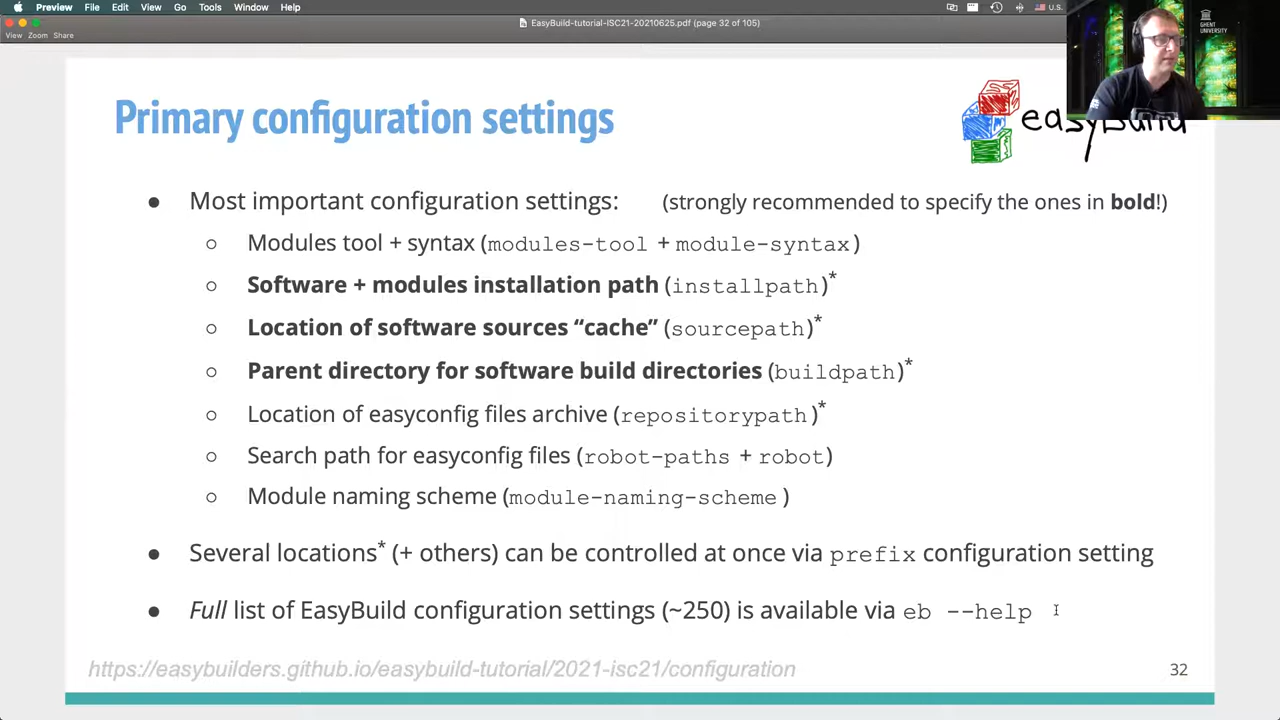 Preview File Edit View Go Tools Window Help
U.S.
EasyBuild-tutorial-ISC21-20210625.pdf (page 32 of 105)
View Zoom Share
GHENT
UNIVERSITY
Primary configuration settings
easybuild
● Most important configuration settings: (strongly recommended to specify the ones in bold!)
○ Modules tool + syntax (modules-tool + module-syntax)
○ Software + modules installation path (installpath)*
○ Location of software sources “cache” (sourcepath)*
○ Parent directory for software build directories (buildpath)*
○ Location of easyconfig files archive (repositorypath)*
○ Search path for easyconfig files (robot-paths + robot)
○ Module naming scheme (module-naming-scheme )
● Several locations* (+ others) can be controlled at once via prefix configuration setting
● Full list of EasyBuild configuration settings (~250) is available via eb --help
https://easybuilders.github.io/easybuild-tutorial/2021-isc21/configuration
32